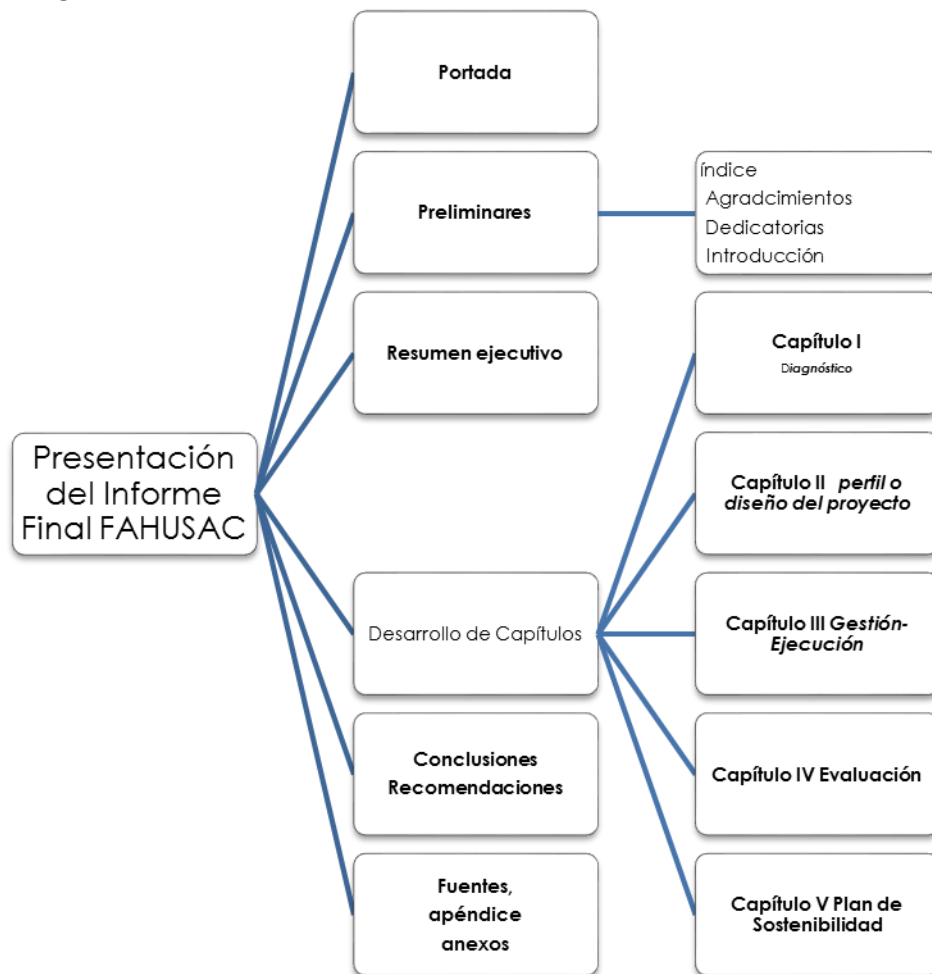 Portada
Preliminares
índice
Agradcimientos
Dedicatorias
Introducción
Resumen ejecutivo
Presentación
del Informe
Final FAHUSAC
Desarrollo de Capítulos
Capítulo I
Diagnóstico
Capítulo II perfil o
diseño del proyecto
Capítulo III Gestión-
Ejecución
Capítulo IV Evaluación
Capítulo V Plan de
Sostenibilidad
Conclusiones
Recomendaciones
Fuentes,
apéndice
anexos